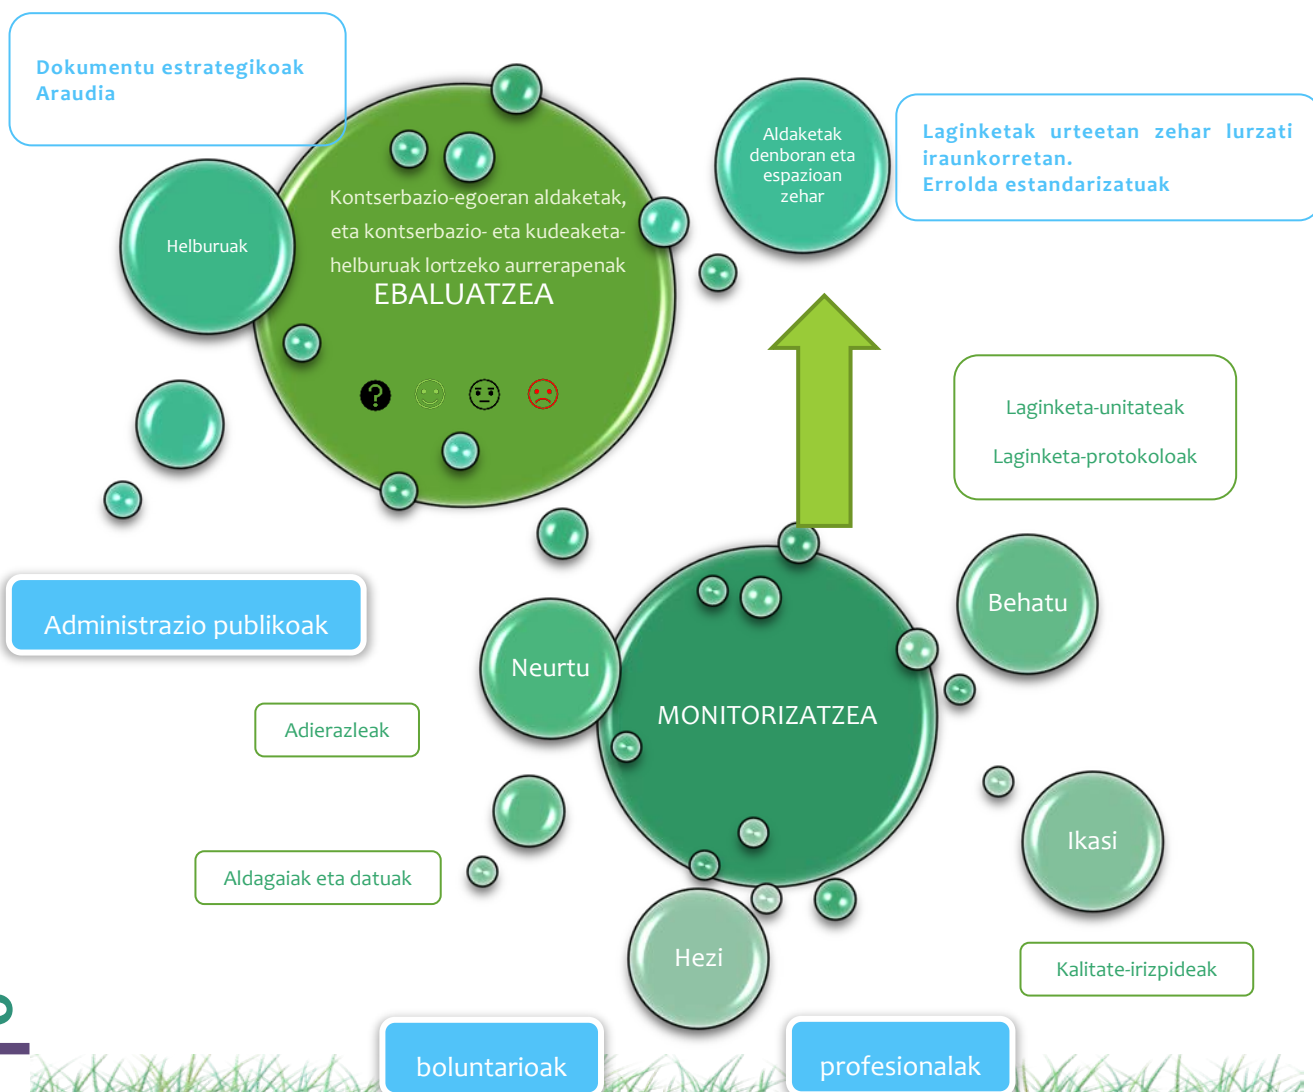 Dokumentu estrategikoak
Araudia
Aldaketak
denboran eta
espazioan
zehar
Laginketak urteetan zehar lurzati
iraunkorretan.
Errolda estandarizatuak
Helburuak
Kontserbazio-egoeran aldaketak,
eta kontserbazio- eta kudeaketa-
helburuak lortzeko aurrerapenak
EBALUATZEA
?
Laginketa-unitateak
Laginketa-protokoloak
Administrazio publikoak
Neurtu
Behatu
MONITORIZATZEA
Adierazleak
Ikasi
Aldagaiak eta datuak
Hezi
Kalitate-irizpideak
boluntarioak
profesionalak